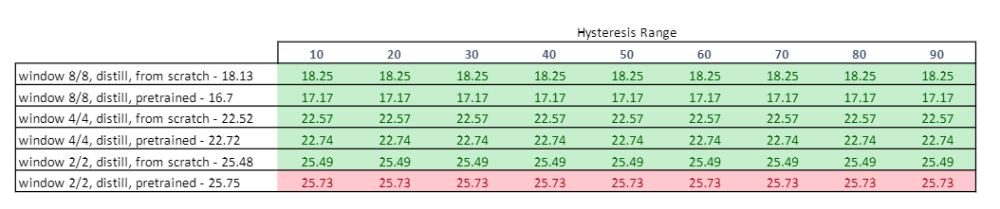 Hysteresis Range
10 20 30 40 50 60 70 80 90
window 8/8, distill, from scratch - 18.13 18.25 18.25 18.25 18.25 18.25 18.25 18.25 18.25 18.25
window 8/8, distill, pretrained - 16.7 17.17 17.17 17.17 17.17 17.17 17.17 17.17 17.17 17.17
window 4/4, distill, from scratch - 22.52 22.57 22.57 22.57 22.57 22.57 22.57 22.57 22.57 22.57
window 4/4, distill, pretrained - 22.72 22.74 22.74 22.74 22.74 22.74 22.74 22.74 22.74 22.74
window 2/2, distill, from scratch - 25.48 25.49 25.49 25.49 25.49 25.49 25.49 25.49 25.49 25.49
window 2/2, distill, pretrained - 25.75 25.73 25.73 25.73 25.73 25.73 25.73 25.73 25.73 25.73